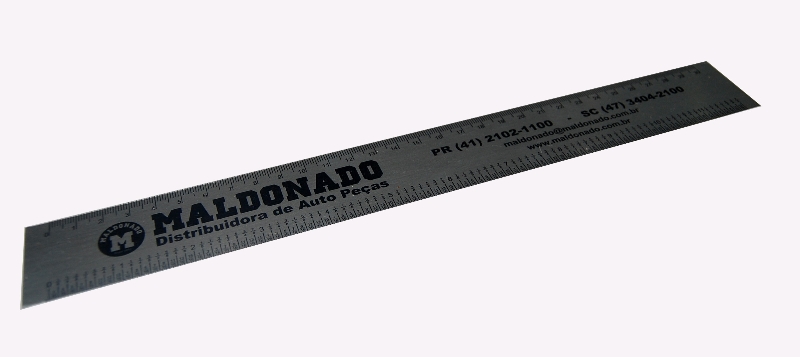 MALDONADO
M
MALDONADO
Distribuidora de Auto Peças
PR (41) 2102-1100 - SC (47) 3404-2100
maldonado@maldonado.com.br
www.maldonado.com.br